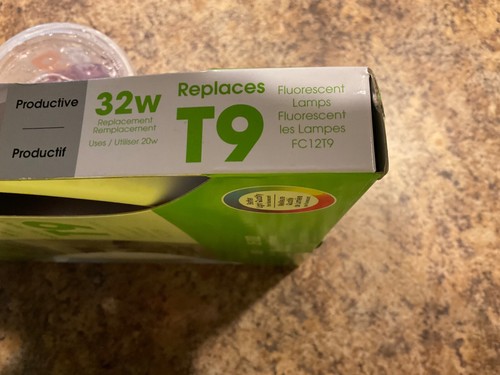 Productive
Productif
32w
Replacement
Remplacement
Uses / Utiliser 20w
Replaces
T9
Fluorescent
Lamps
Fluorescent
les Lampes
FC12T9